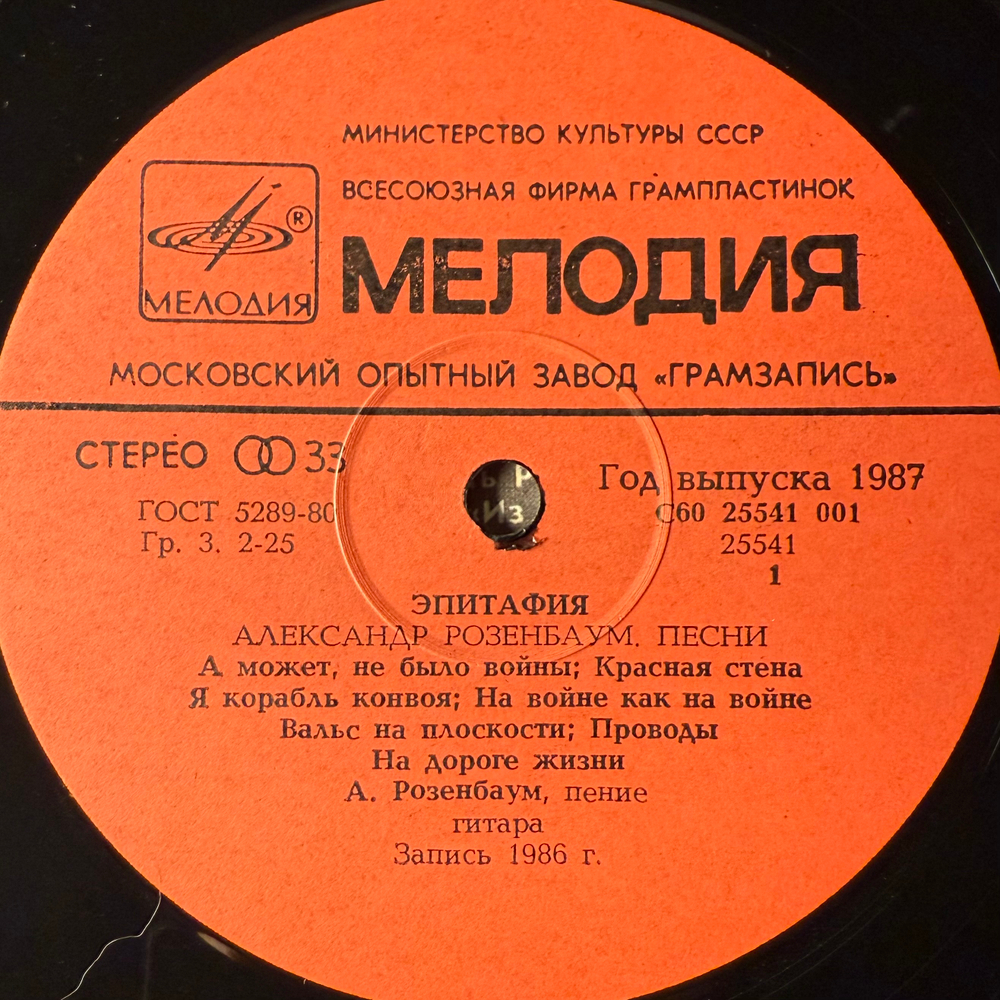 МИНИСТЕРСТВО КУЛЬТУРЫ СССР
ВСЕСОЮЗНАЯ ФИРМА ГРАМПЛАСТИНОК
®
МЕЛОДИЯ
МЕЛОДИЯ
МОСКОВСКИЙ ОПЫТНЫЙ ЗАВОД «ГРАМЗАПИСЬ»
СТЕРЕО 33
Год выпуска 1987
ГОСТ 5289-80
С60 25541 001
Гр. 3. 2-25
25541
1
ЭПИТАФИЯ
АЛЕКСАНДР РОЗЕНБАУМ. ПЕСНИ
А может, не было войны; Красная стена
Я корабль конвоя; На войне как на войне
Вальс на плоскости; Проводы
На дороге жизни
А. Розенбаум, пение
гитара
Запись 1986 г.